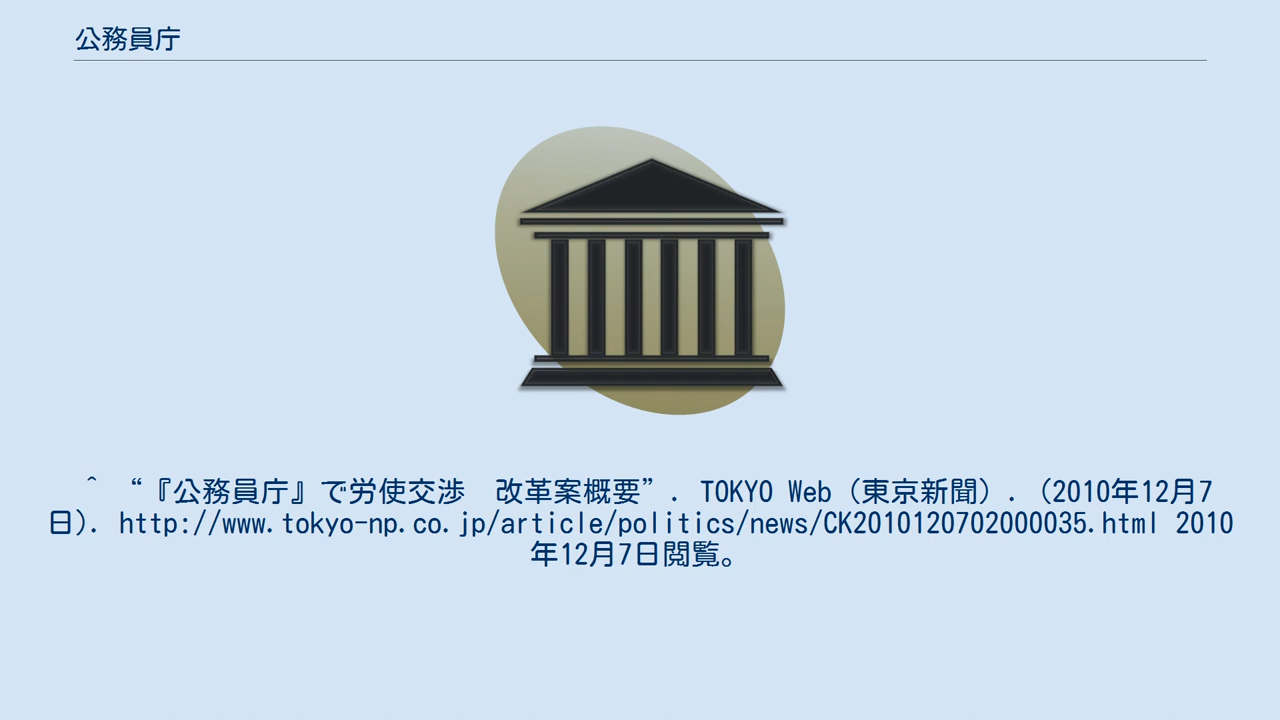 公務員庁
^ “『公務員庁』で労使交渉　改革案概要”. TOKYO Web (東京新聞). (2010年12月7
日). http://www.tokyo-np.co.jp/article/politics/news/CK2010120702000035.html 2010
年12月7日閲覧。